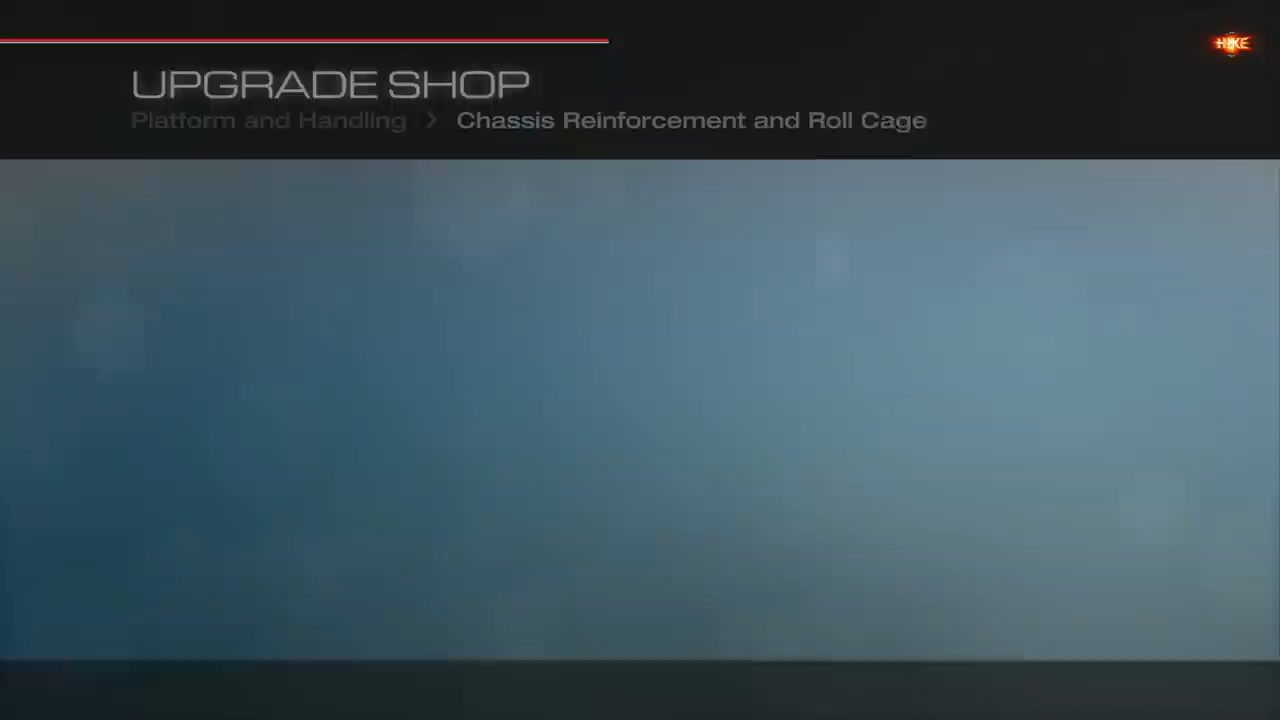 UPGRADE SHOP
Platform and Handling > Chassis Reinforcement and Roll Cage